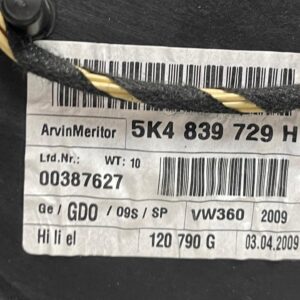 ArvinMeritor 5K4 839 729 H
Ltd.Nr.: WT: 10
00387627
Ge / GDO / 09S / SP VW360 2009
Hi li el 120 790 G 03.04.2009